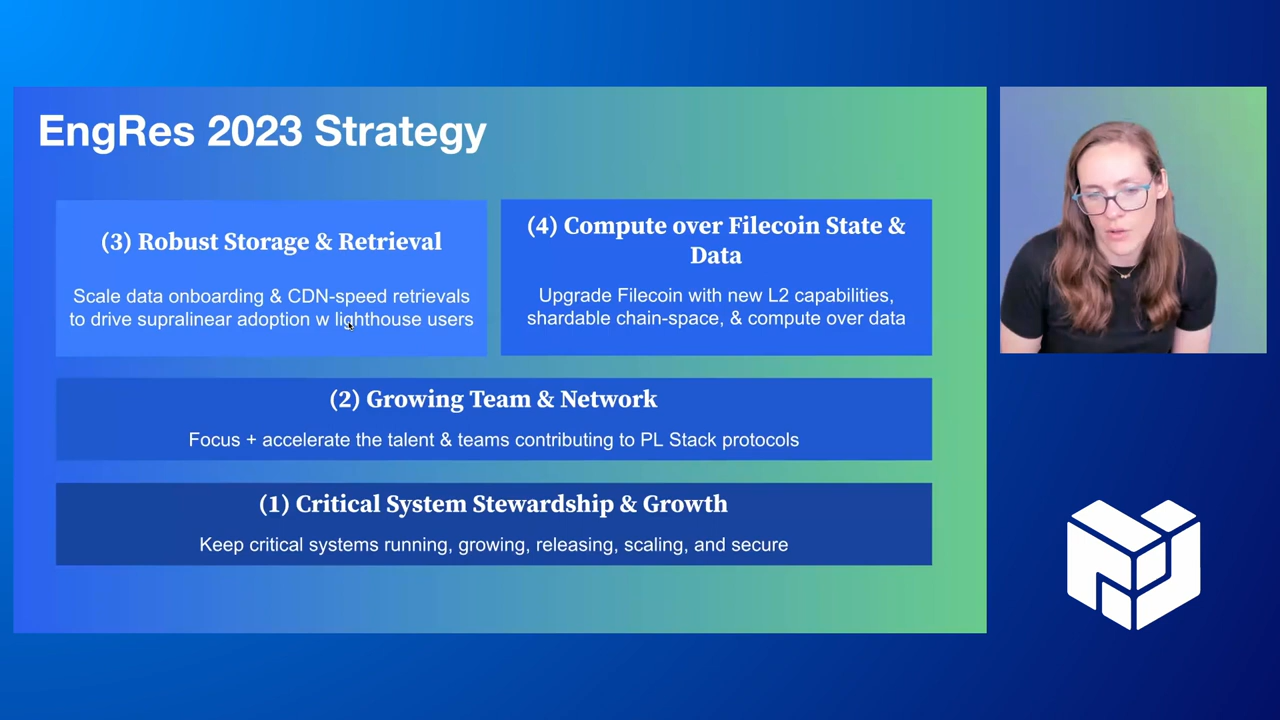 EngRes 2023 Strategy
(3) Robust Storage & Retrieval
Scale data onboarding & CDN-speed retrievals
to drive supralinear adoption w lighthouse users
(4) Compute over Filecoin State &
Data
Upgrade Filecoin with new L2 capabilities,
shardable chain-space, & compute over data
(2) Growing Team & Network
Focus + accelerate the talent & teams contributing to PL Stack protocols
(1) Critical System Stewardship & Growth
Keep critical systems running, growing, releasing, scaling, and secure